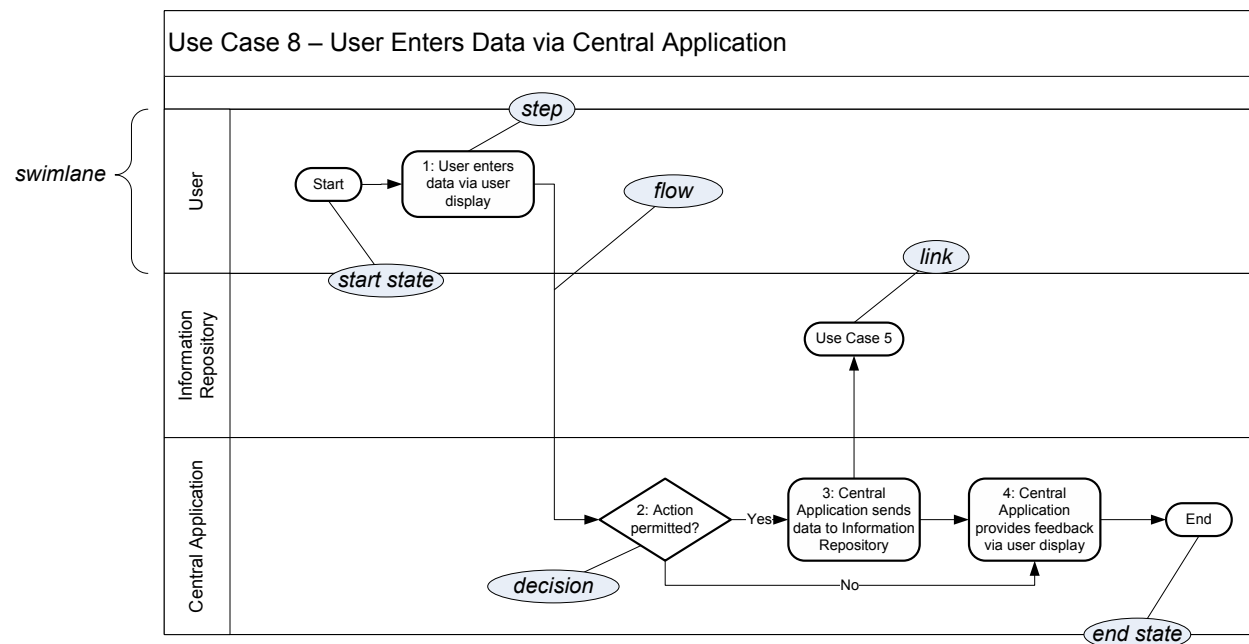 Use Case 8 – User Enters Data via Central Application
step
swimlane
User
Start
1: User enters
data via user
display
flow
start state
link
Information
Repository
Use Case 5
Central Application
2: Action
permitted?
Yes
3: Central
Application sends
data to Information
Repository
4: Central
Application
provides feedback
via user display
End
No
decision
end state